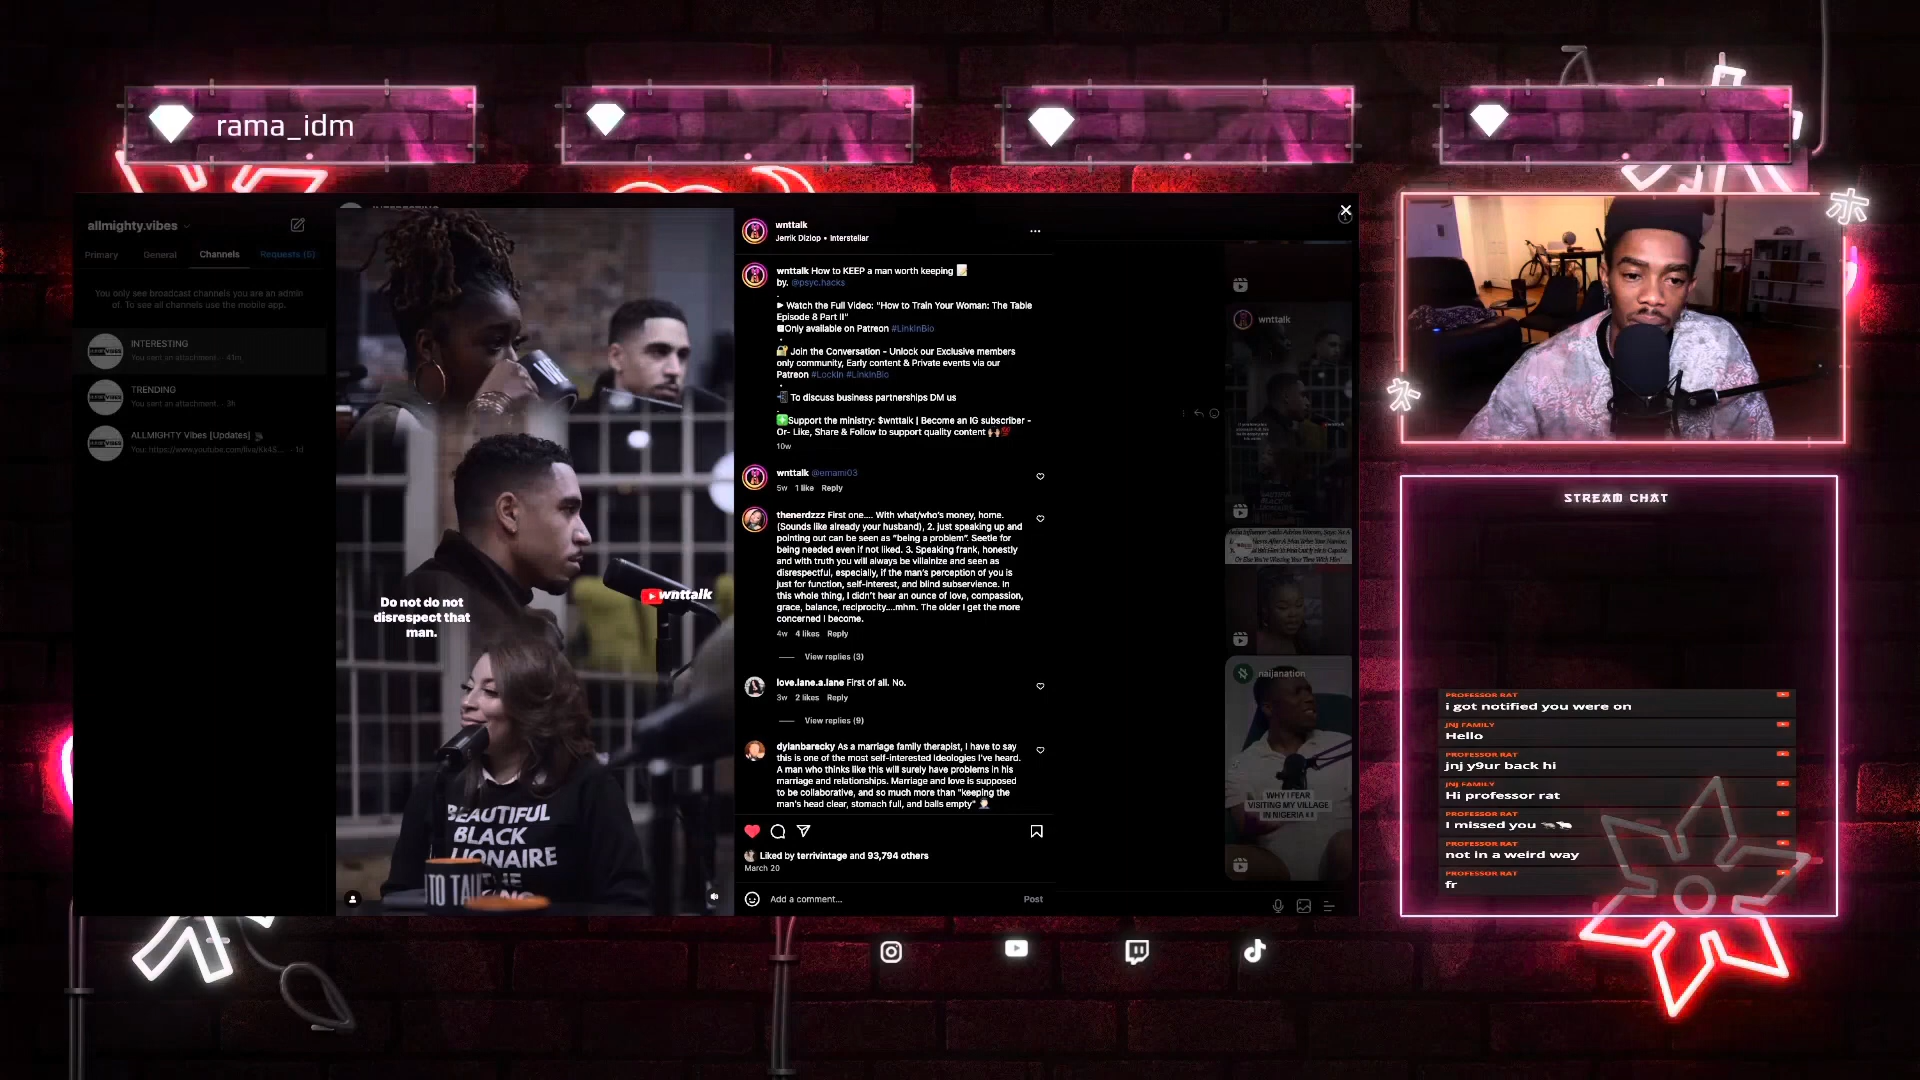 rama_idm
allmighty.vibes
Primary
General
Channels
Requests (5)
You only see broadcast channels you are an admin
of. To see all channels use the mobile app.
INTERESTING
You sent an attachment. · 41m
TRENDING
You sent an attachment. · 3h
ALLMIGHTY Vibes [Updates]
You: https://www.youtube.com/live/Kk4S... · 1d
Do not do not
disrespect that
man.
wnttalk
BEAUTIFUL
BLACK
wnttalk
Jerrik Dizlop • Interstellar
wnttalk How to KEEP a man worth keeping 📝
by. @psyc.hacks
.
▶ Watch the Full Video: "How to Train Your Woman: The Table
Episode 8 Part II"
Only available on Patreon #LinkInBio
.
🔐 Join the Conversation - Unlock our Exclusive members
only community, Early content & Private events via our
Patreon #LockIn #LinkInBio
.
📲 To discuss business partnerships DM us
.
Support the ministry: $wnttalk | Become an IG subscriber -
Or- Like, Share & Follow to support quality content 🙌🏽💯
10w
wnttalk @emami03
5w 1 like Reply
thenerdzzz First one.... With what/who's money, home.
(Sounds like already your husband), 2. just speaking up and
pointing out can be seen as "being a problem". Seetle for
being needed even if not liked. 3. Speaking frank, honestly
and with truth you will always be villainize and seen as
disrespectful, especially, if the man's perception of you is
just for function, self-interest, and blind subservience. In
this whole thing, I didn't hear an ounce of love, compassion,
grace, balance, reciprocity....mhm. The older I get the more
concerned I become.
4w 4 likes Reply
View replies (3)
love.lane.a.lane First of all. No.
3w 2 likes Reply
View replies (9)
dylanbarecky As a marriage family therapist, I have to say
this is one of the most self-interested ideologies I've heard.
A man who thinks like this will surely have problems in his
marriage and relationships. Marriage and love is supposed
to be collaborative, and so much more than "keeping the
man's head clear, stomach full, and balls empty"
Liked by terrivintage and 93,794 others
March 20
Add a comment...
Post
wnttalk
naijanation
WHY I FEAR
VISITING MY VILLAGE
IN NIGERIA
STREAM CHAT
PROFESSOR RAT
i got notified you were on
JNJ FAMILY
Hello
PROFESSOR RAT
jnj y9ur back hi
JNJ FAMILY
Hi professor rat
PROFESSOR RAT
I missed you 🐀🐁
PROFESSOR RAT
not in a weird way
PROFESSOR RAT
fr